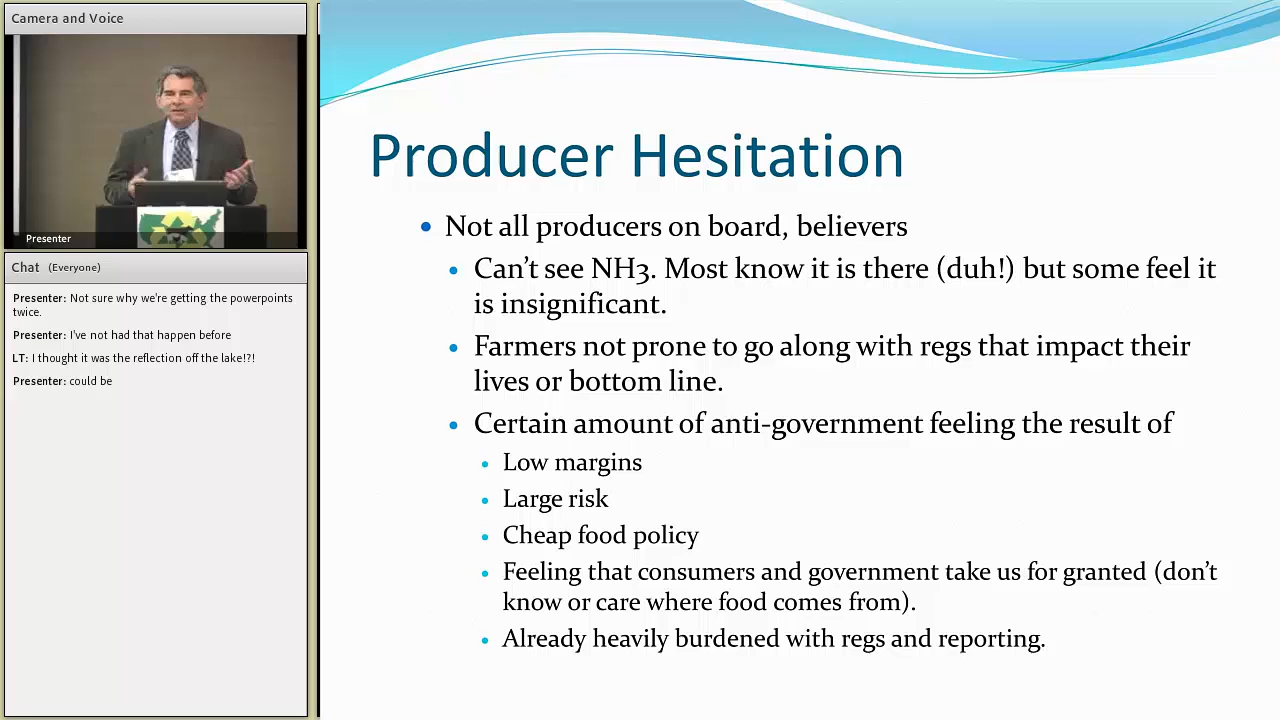 Camera and Voice
Presenter
Chat (Everyone)
Presenter: Not sure why we're getting the powerpoints
twice.
Presenter: I've not had that happen before
LT: I thought it was the reflection off the lake!?!
Presenter: could be
Producer Hesitation
• Not all producers on board, believers
• Can't see NH3. Most know it is there (duh!) but some feel it
is insignificant.
• Farmers not prone to go along with regs that impact their
lives or bottom line.
• Certain amount of anti-government feeling the result of
• Low margins
• Large risk
• Cheap food policy
• Feeling that consumers and government take us for granted (don't
know or care where food comes from).
• Already heavily burdened with regs and reporting.